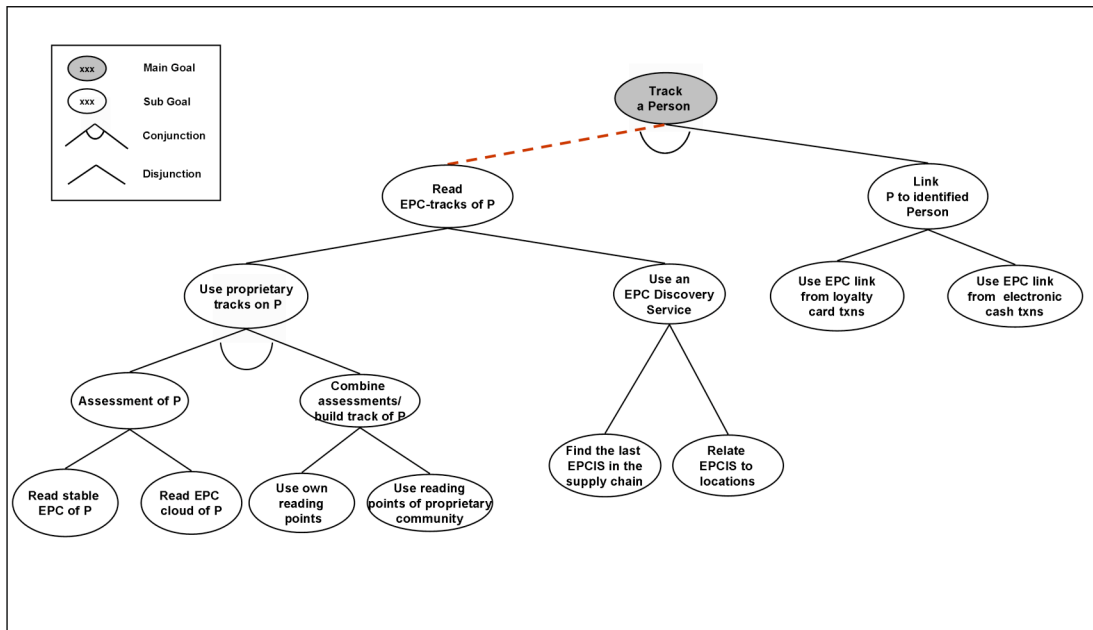 xxx
Main Goal
xxx
Sub Goal
Conjunction
Disjunction
Track
a Person
Read
EPC-tracks of P
Link
P to identified
Person
Use proprietary
tracks on P
Use an
EPC Discovery
Service
Use EPC link
from loyalty
card txns
Use EPC link
from electronic
cash txns
Assessment of P
Combine
assessments/
build track of P
Find the last
EPCIS in the
supply chain
Relate
EPCIS to
locations
Read stable
EPC of P
Read EPC
cloud of P
Use own
reading
points
Use reading
points of proprietary
community